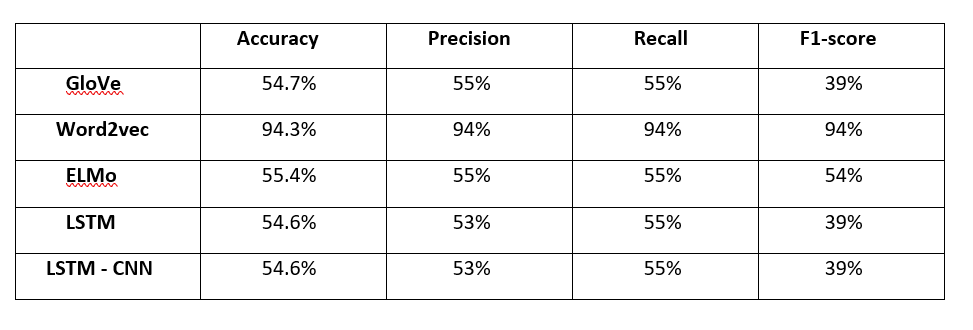 Accuracy Precision Recall F1-score
GloVe 54.7% 55% 55% 39%
Word2vec 94.3% 94% 94% 94%
ELMo 55.4% 55% 55% 54%
LSTM 54.6% 53% 55% 39%
LSTM - CNN 54.6% 53% 55% 39%